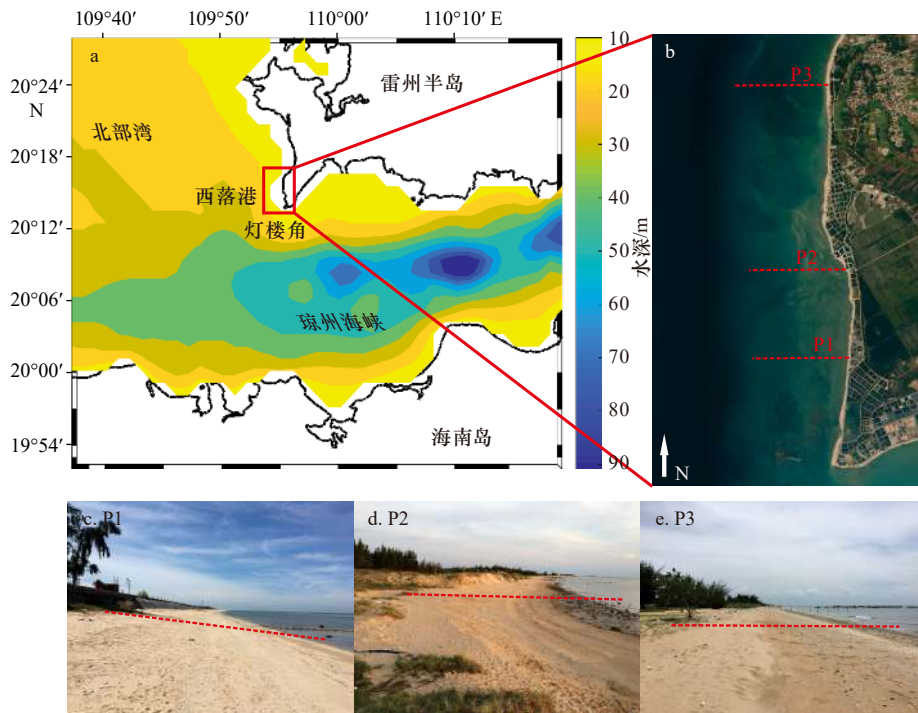 109°40′ 109°50′ 110°00′ 110°10′ E
a
b
10
20
30
40
50
60
70
80
90
水深/m
20°24′
N
20°18′
20°12′
20°06′
20°00′
19°54′
雷州半岛
北部湾
西落港
灯楼角
琼州海峡
海南岛
P3
P2
P1
N
c. P1
d. P2
e. P3